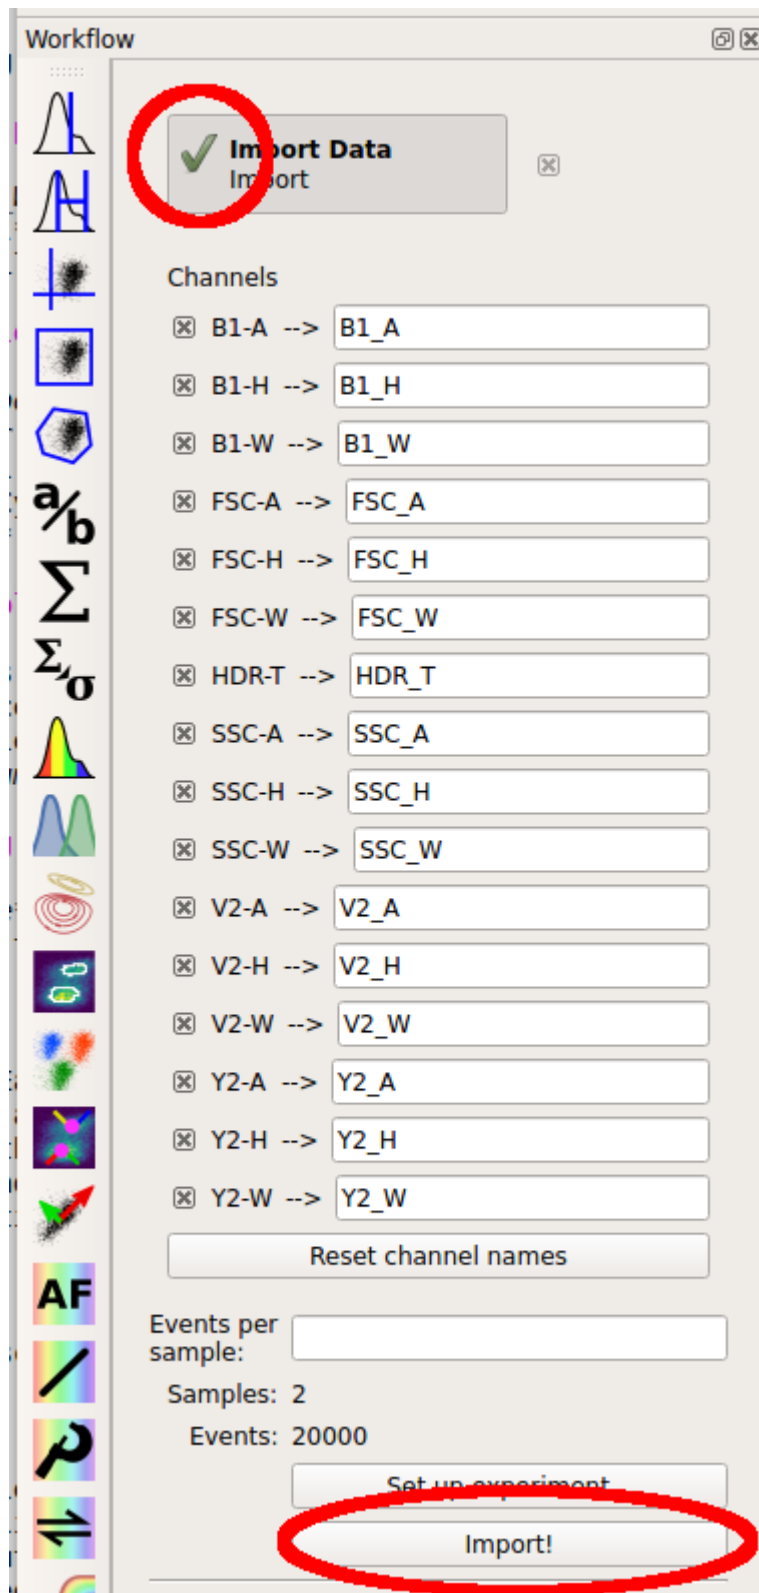 Workflow
Import Data
Import
Channels
B1-A --> B1_A
B1-H --> B1_H
B1-W --> B1_W
FSC-A --> FSC_A
FSC-H --> FSC_H
FSC-W --> FSC_W
HDR-T --> HDR_T
SSC-A --> SSC_A
SSC-H --> SSC_H
SSC-W --> SSC_W
V2-A --> V2_A
V2-H --> V2_H
V2-W --> V2_W
Y2-A --> Y2_A
Y2-H --> Y2_H
Y2-W --> Y2_W
Reset channel names
Events per
sample:
Samples: 2
Events: 20000
Set up experiment
Import!
a/b
Σ
Σ σ
AF